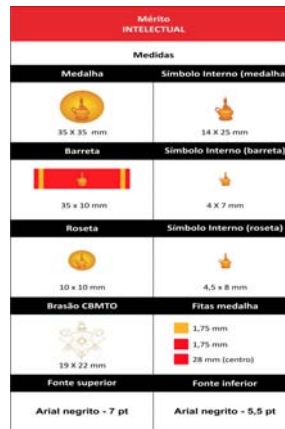 Mérito
INTELECTUAL
Medidas
Medalha
Símbolo Interno (medalha
35 X 35 mm
14 X 25 mm
Barreta
Símbolo Interno (barreta)
35 x 10 mm
4 X 7 mm
Roseta
Símbolo Interno (roseta)
10 x 10 mm
4,5 x 8 mm
Brasão CBMTO
Fitas medalha
1,75 mm
1,75 mm
28 mm (centro)
19 X 22 mm
Fonte superior
Fonte inferior
Arial negrito - 7 pt
Arial negrito - 5,5 pt